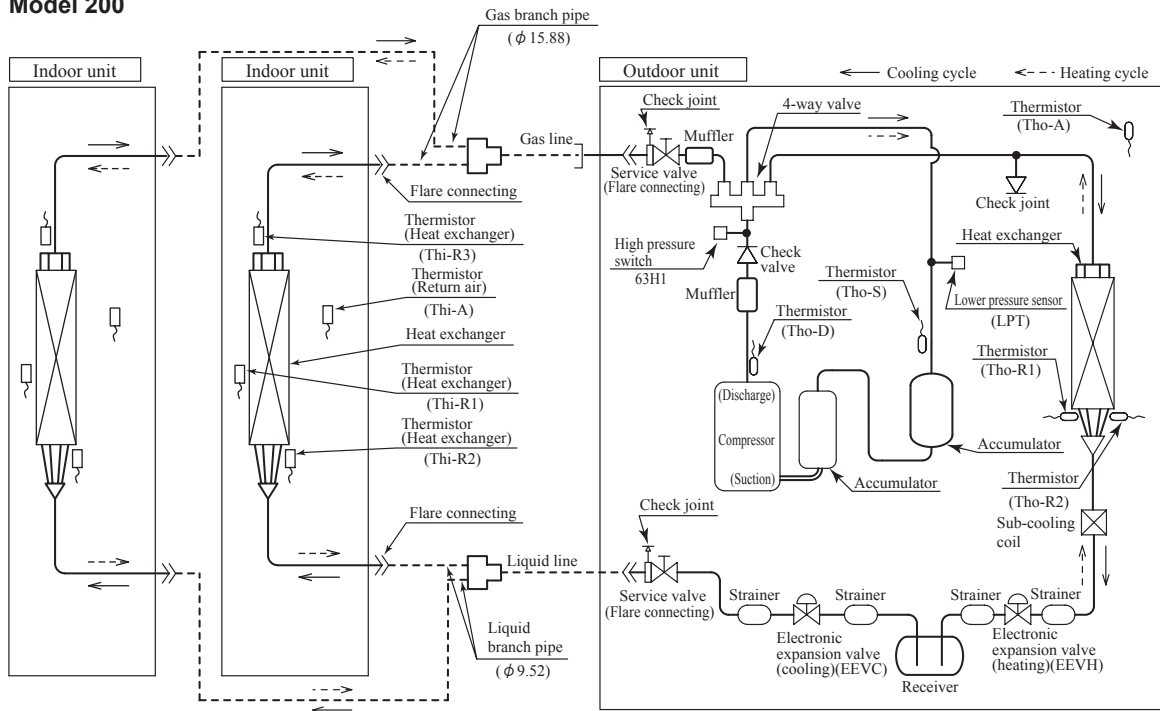 Model 200
Gas branch pipe
(ϕ 15.88)
Indoor unit
Indoor unit
Outdoor unit
Cooling cycle
Heating cycle
Check joint
4-way valve
Thermistor
(Tho-A)
Muffler
Gas line
Service valve
(Flare connecting)
Flare connecting
Check joint
Thermistor
(Heat exchanger)
(Thi-R3)
High pressure
switch
63H1
Check
valve
Heat exchanger
Thermistor
(Return air)
(Thi-A)
Muffler
Thermistor
(Tho-S)
Lower pressure sensor
(LPT)
Thermistor
(Tho-D)
Heat exchanger
Thermistor
(Tho-R1)
Thermistor
(Heat exchanger)
(Thi-R1)
(Discharge)
Compressor
(Suction)
Accumulator
Accumulator
Thermistor
(Heat exchanger)
(Thi-R2)
Thermistor
(Tho-R2)
Check joint
Sub-cooling
coil
Flare connecting
Liquid line
Service valve
(Flare connecting)
Strainer
Strainer
Strainer
Strainer
Liquid
branch pipe
(ϕ 9.52)
Electronic
expansion valve
(cooling)(EEVC)
Electronic
expansion valve
(heating)(EEVH)
Receiver